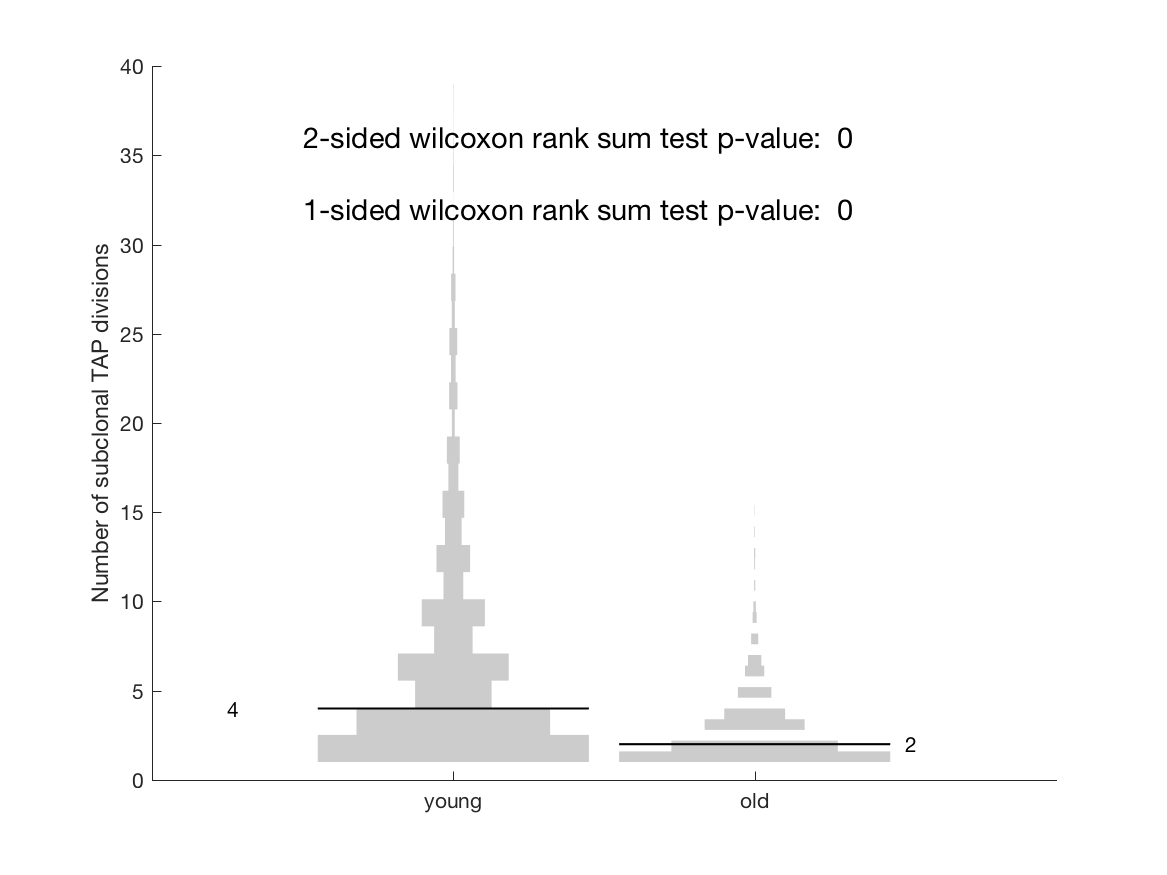 40
2-sided wilcoxon rank sum test p-value: 0
35
1-sided wilcoxon rank sum test p-value: 0
30
25
20
15
10
5
0
Number of subclonal TAP divisions
4
2
young
old